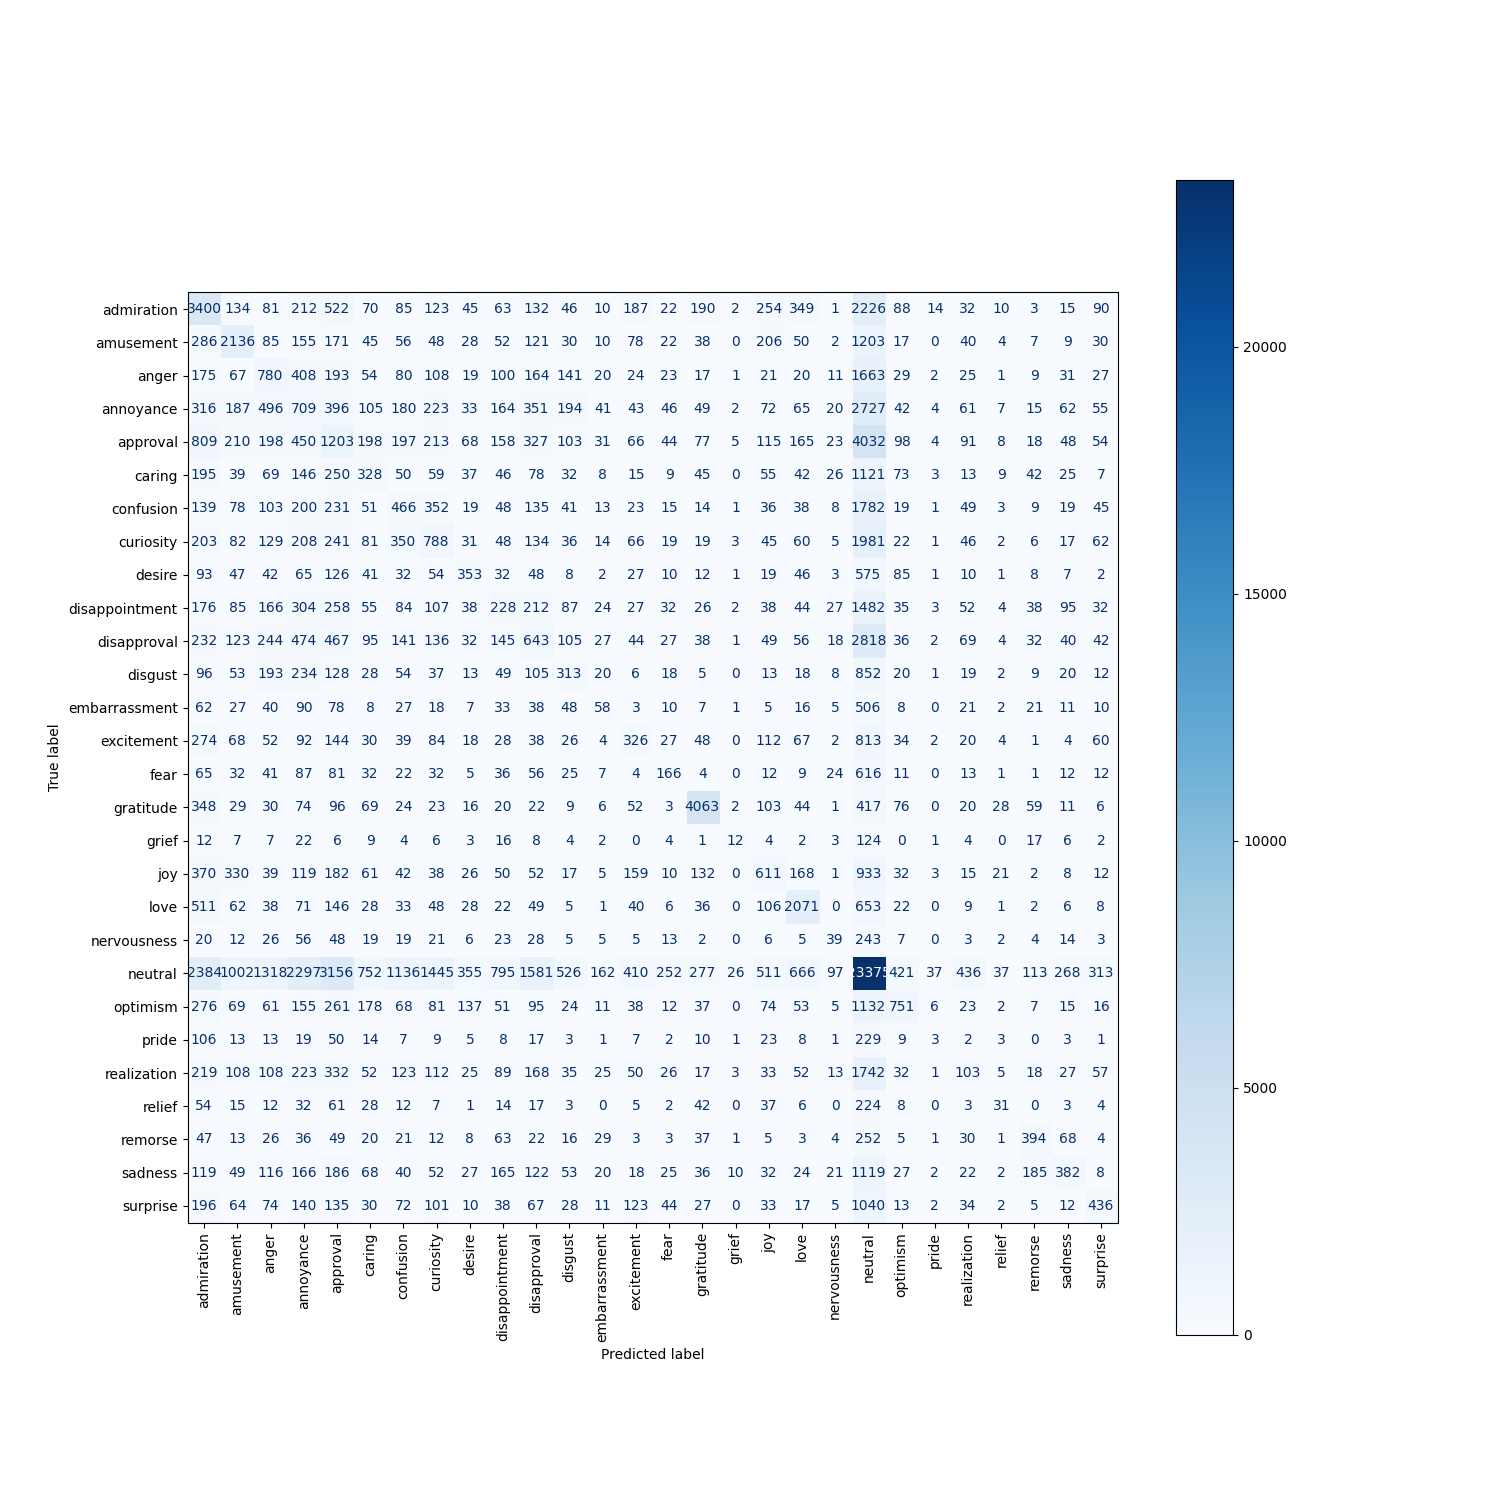 admiration 3400 134 81 212 522 70 85 123 45 63 132 46 10 187 22 190 2 254 349 1 2226 88 14 32 10 3 15 90
amusement 286 2136 85 155 171 45 56 48 28 52 121 30 10 78 22 38 0 206 50 2 1203 17 0 40 4 7 9 30
20000
anger 175 67 780 408 193 54 80 108 19 100 164 141 20 24 23 17 1 21 20 11 1663 29 2 25 1 9 31 27
annoyance 316 187 496 709 396 105 180 223 33 164 351 194 41 43 46 49 2 72 65 20 2727 42 4 61 7 15 62 55
approval 809 210 198 450 1203 198 197 213 68 158 327 103 31 66 44 77 5 115 165 23 4032 98 4 91 8 18 48 54
caring 195 39 69 146 250 328 50 59 37 46 78 32 8 15 9 45 0 55 42 26 1121 73 3 13 9 42 25 7
confusion 139 78 103 200 231 51 466 352 19 48 135 41 13 23 15 14 1 36 38 8 1782 19 1 49 3 9 19 45
curiosity 203 82 129 208 241 81 350 788 31 48 134 36 14 66 19 19 3 45 60 5 1981 22 1 46 2 6 17 62
desire 93 47 42 65 126 41 32 54 353 32 48 8 2 27 10 12 1 19 46 3 575 85 1 10 1 8 7 2
15000
disappointment 176 85 166 304 258 55 84 107 38 228 212 87 24 27 32 26 2 38 44 27 1482 35 3 52 4 38 95 32
disapproval 232 123 244 474 467 95 141 136 32 145 643 105 27 44 27 38 1 49 56 18 2818 36 2 69 4 32 40 42
disgust 96 53 193 234 128 28 54 37 13 49 105 313 20 6 18 5 0 13 18 8 852 20 1 19 2 9 20 12
embarrassment 62 27 40 90 78 8 27 18 7 33 38 48 58 3 10 7 1 5 16 5 506 8 0 21 2 21 11 10
excitement 274 68 52 92 144 30 39 84 18 28 38 26 4 326 27 48 0 112 67 2 813 34 2 20 4 1 4 60
True label
fear 65 32 41 87 81 32 22 32 5 36 56 25 7 4 166 4 0 12 9 24 616 11 0 13 1 1 12 12
gratitude 348 29 30 74 96 69 24 23 16 20 22 9 6 52 3 4063 2 103 44 1 417 76 0 20 28 59 11 6
grief 12 7 7 22 6 9 4 6 3 16 8 4 2 0 4 1 12 4 2 3 124 0 1 4 0 17 6 2
10000
joy 370 330 39 119 182 61 42 38 26 50 52 17 5 159 10 132 0 611 168 1 933 32 3 15 21 2 8 12
love 511 62 38 71 146 28 33 48 28 22 49 5 1 40 6 36 0 106 2071 0 653 22 0 9 1 2 6 8
nervousness 20 12 26 56 48 19 19 21 6 23 28 5 5 5 13 2 0 6 5 39 243 7 0 3 2 4 14 3
neutral 2384 1002 1318 2297 3156 752 1136 1445 355 795 1581 526 162 410 252 277 26 511 666 97 23375 421 37 436 37 113 268 313
optimism 276 69 61 155 261 178 68 81 137 51 95 24 11 38 12 37 0 74 53 5 1132 751 6 23 2 7 15 16
pride 106 13 13 19 50 14 7 9 5 8 17 3 1 7 2 10 1 23 8 1 229 9 3 2 3 0 3 1
realization 219 108 108 223 332 52 123 112 25 89 168 35 25 50 26 17 3 33 52 13 1742 32 1 103 5 18 27 57
5000
relief 54 15 12 32 61 28 12 7 1 14 17 3 0 5 2 42 0 37 6 0 224 8 0 3 31 0 3 4
remorse 47 13 26 36 49 20 21 12 8 63 22 16 29 3 3 37 1 5 3 4 252 5 1 30 1 394 68 4
sadness 119 49 116 166 186 68 40 52 27 165 122 53 20 18 25 36 10 32 24 21 1119 27 2 22 2 185 382 8
surprise 196 64 74 140 135 30 72 101 10 38 67 28 11 123 44 27 0 33 17 5 1040 13 2 34 2 5 12 436
admiration amusement anger annoyance approval caring confusion curiosity desire disappointment disapproval disgust embarrassment excitement fear gratitude grief joy love nervousness neutral optimism pride realization relief remorse sadness surprise
0
Predicted label